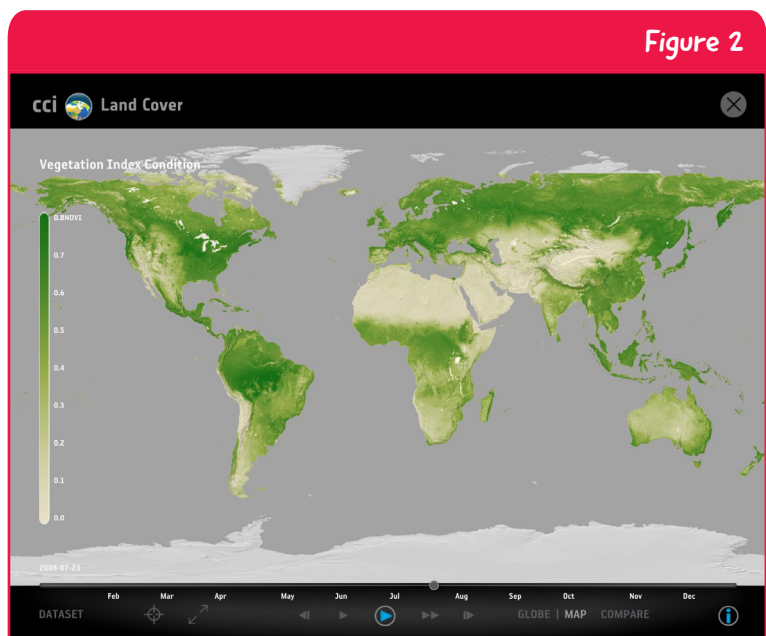 Figure 2
cci Land Cover
Vegetation Index Condition
0.8NDVI
0.7
0.6
0.5
0.4
0.3
0.2
0.1
0.0
2008-07-23
Feb Mar Apr May Jun Jul Aug Sep Oct Nov Dec
DATASET GLOBE | MAP COMPARE